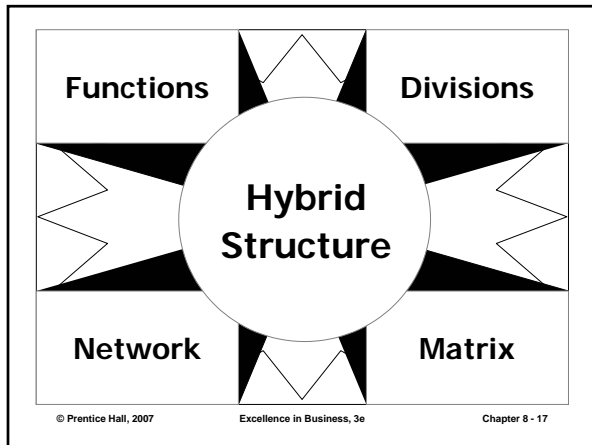 Functions
Divisions
Hybrid
Structure
Network
Matrix
© Prentice Hall, 2007
Excellence in Business, 3e
Chapter 8 - 17